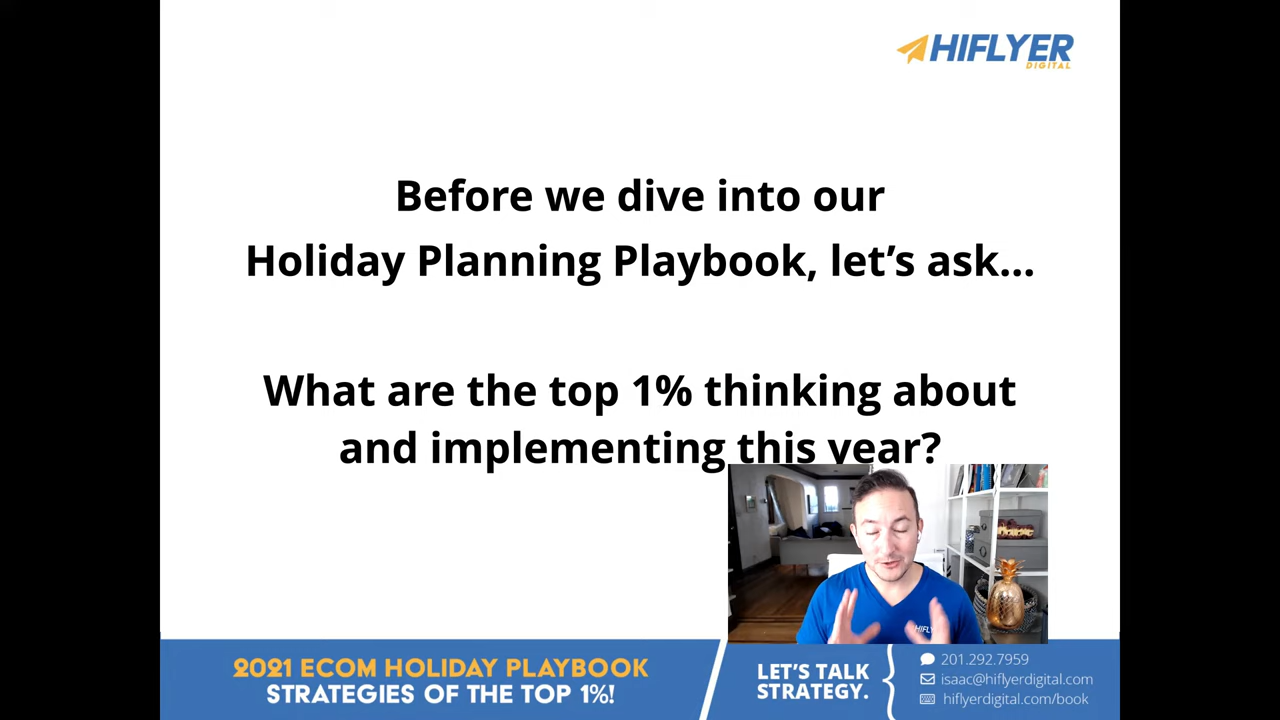 HIFLYER
DIGITAL
Before we dive into our
Holiday Planning Playbook, let’s ask...
What are the top 1% thinking about
and implementing this year?
HIFLY
2021 ECOM HOLIDAY PLAYBOOK
STRATEGIES OF THE TOP 1%!
LET’S TALK
STRATEGY.
201.292.7959
isaac@hiflyerdigital.com
hiflyerdigital.com/book